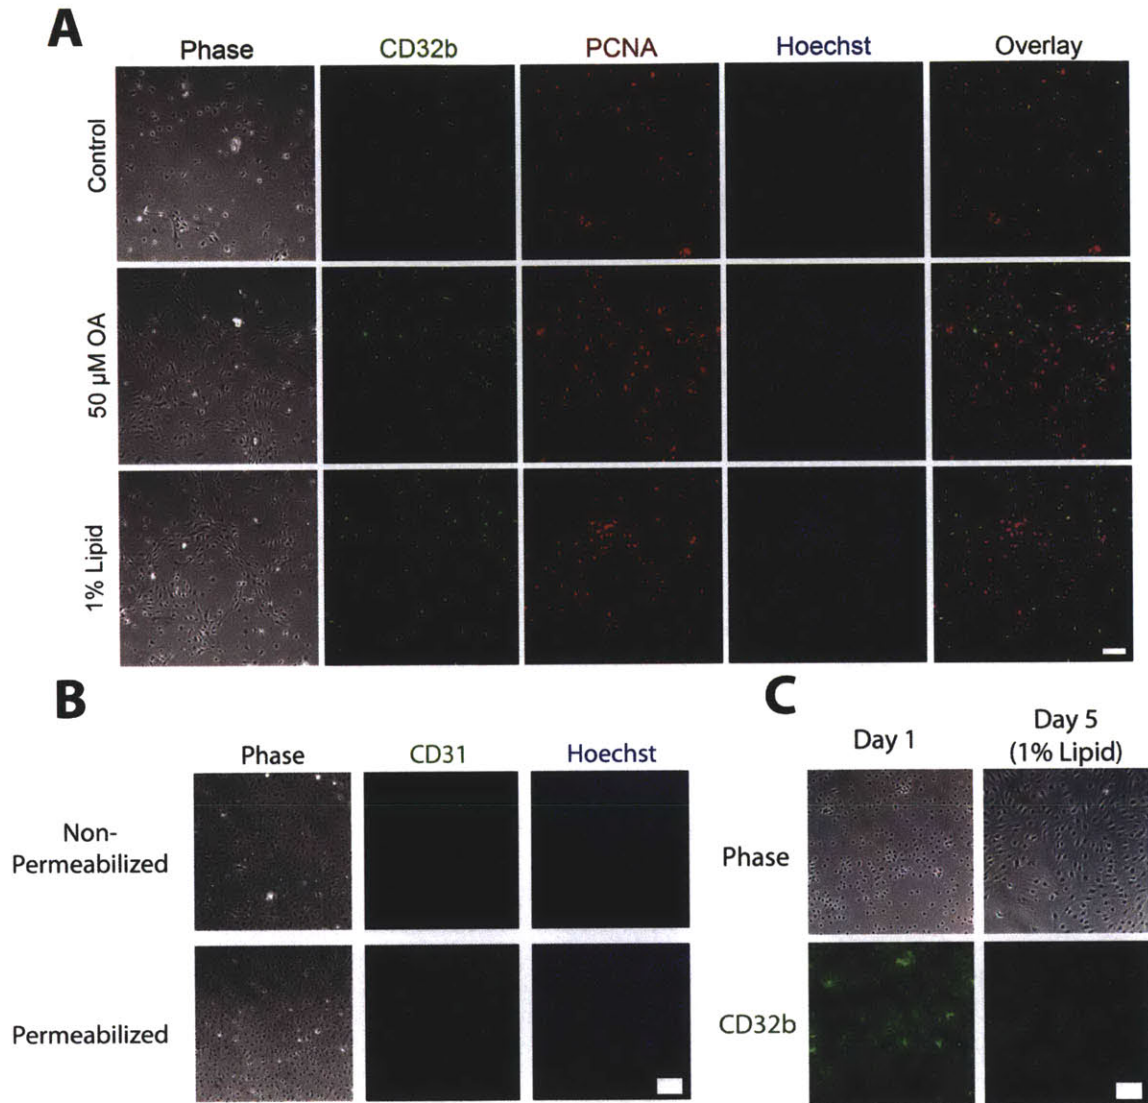 A
Phase CD32b PCNA Hoechst Overlay
Control
50 µM OA
1% Lipid
B
Phase CD31 Hoechst
Non-
Permeabilized
Permeabilized
C
Day 1
Day 5
(1% Lipid)
Phase
CD32b